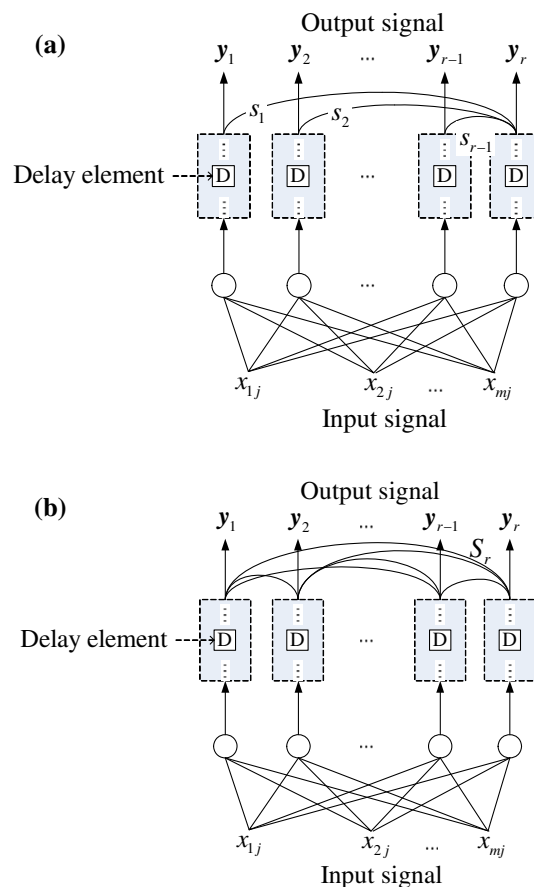 (a)
Output signal
y₁ y₂ ... yᵣ₋₁ yᵣ
s₁ s₂ sᵣ₋₁
Delay element D D ... D D
...
x₁ⱼ x₂ⱼ ... xₘⱼ
Input signal
(b)
Output signal
y₁ y₂ ... yᵣ₋₁ yᵣ
Sᵣ
Delay element D D ... D D
...
x₁ⱼ x₂ⱼ ... xₘⱼ
Input signal